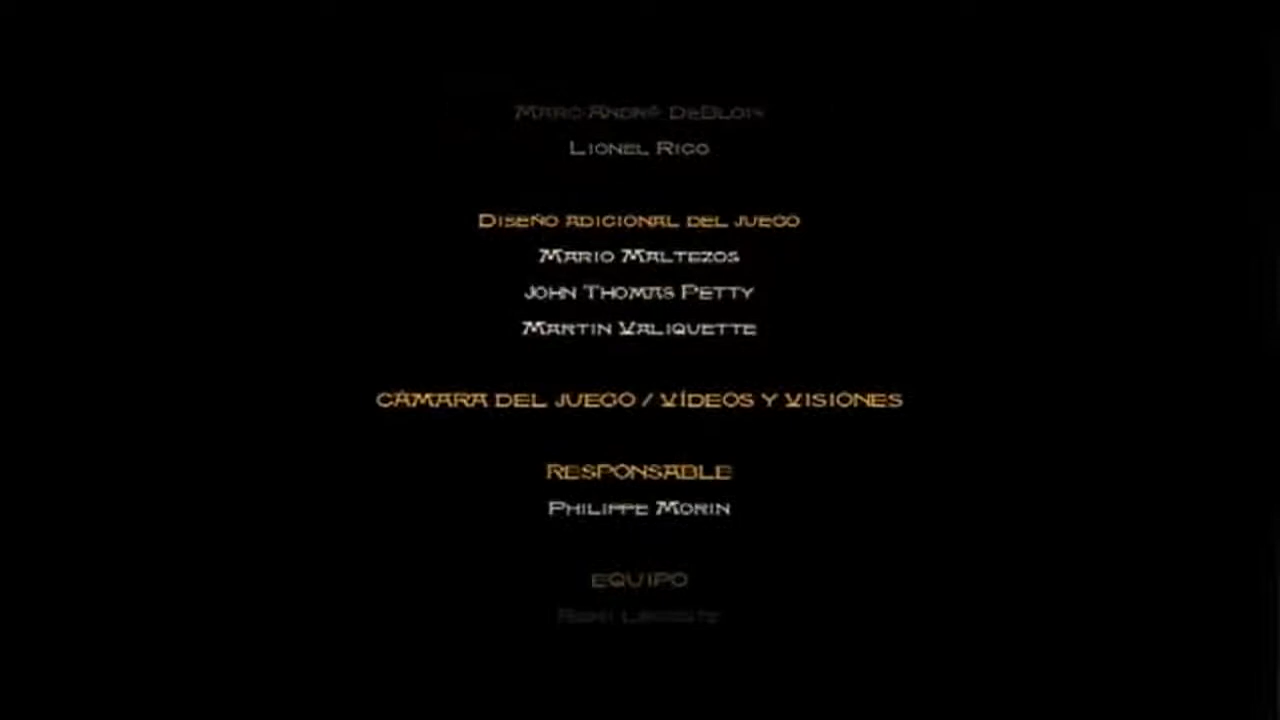 Marc-André DeBlois
Lionel Rico
Diseño adicional del juego
Mario Maltezos
John Thomas Petty
Martin Valiquette
CÁMARA DEL JUEGO / VÍDEOS Y VISIONES
RESPONSABLE
Philippe Morin
EQUIPO